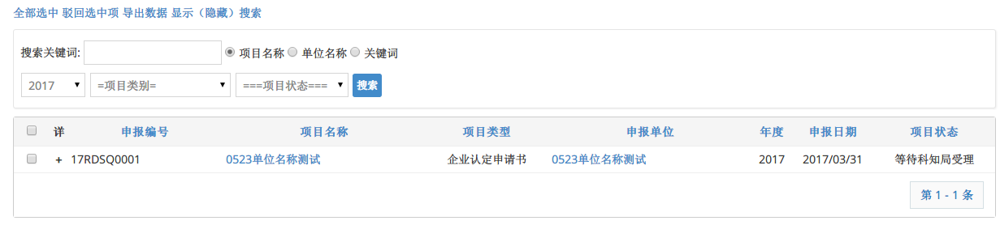 全部选中 驳回选中项 导出数据 显示（隐藏）搜索
搜索关键词: 项目名称 单位名称 关键词
2017 =项目类别= ===项目状态=== 搜索
详 申报编号 项目名称 项目类型 申报单位 年度 申报日期 项目状态
+ 17RDSQ0001 0523单位名称测试 企业认定申请书 0523单位名称测试 2017 2017/03/31 等待科知局受理
第 1 - 1 条